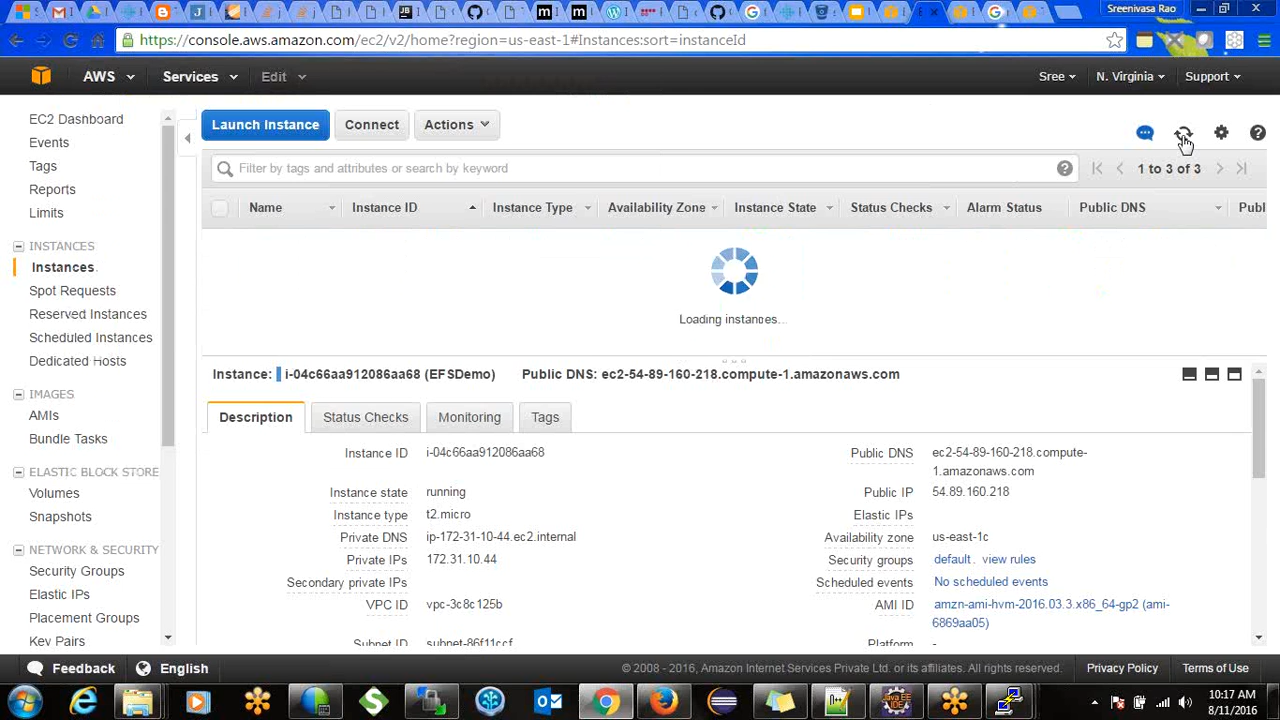 Sreenivasa Rao
https://console.aws.amazon.com/ec2/v2/home?region=us-east-1#Instances:sort=instanceId
AWS Services Edit Sree N. Virginia Support
EC2 Dashboard
Events
Tags
Reports
Limits
INSTANCES
Instances
Spot Requests
Reserved Instances
Scheduled Instances
Dedicated Hosts
IMAGES
AMIs
Bundle Tasks
ELASTIC BLOCK STORE
Volumes
Snapshots
NETWORK & SECURITY
Security Groups
Elastic IPs
Placement Groups
Key Pairs
Launch Instance Connect Actions
Filter by tags and attributes or search by keyword
1 to 3 of 3
Name Instance ID Instance Type Availability Zone Instance State Status Checks Alarm Status Public DNS Publ
Loading instances...
Instance: i-04c66aa912086aa68 (EFSDemo) Public DNS: ec2-54-89-160-218.compute-1.amazonaws.com
Description Status Checks Monitoring Tags
Instance ID i-04c66aa912086aa68
Instance state running
Instance type t2.micro
Private DNS ip-172-31-10-44.ec2.internal
Private IPs 172.31.10.44
Secondary private IPs
VPC ID vpc-3c8c125b
Subnet ID subnet-86f11ccf
Public DNS ec2-54-89-160-218.compute-
1.amazonaws.com
Public IP 54.89.160.218
Elastic IPs
Availability zone us-east-1c
Security groups default. view rules
Scheduled events No scheduled events
AMI ID amzn-ami-hvm-2016.03.3.x86_64-gp2 (ami-
6869aa05)
Platform -
Feedback English
© 2008 - 2016, Amazon Internet Services Private Ltd. or its affiliates. All rights reserved. Privacy Policy Terms of Use
10:17 AM
8/11/2016